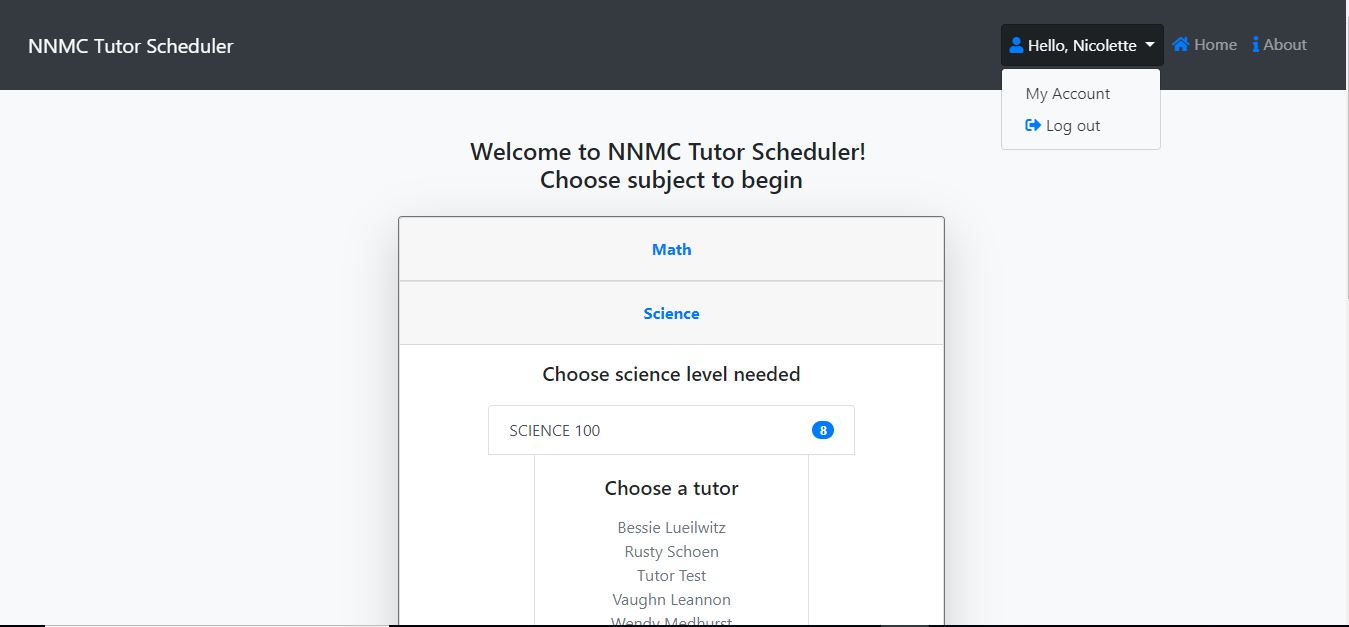 NNMC Tutor Scheduler
Hello, Nicolette
Home
About
My Account
Log out
Welcome to NNMC Tutor Scheduler!
Choose subject to begin
Math
Science
Choose science level needed
SCIENCE 100 8
Choose a tutor
Bessie Lueilwitz
Rusty Schoen
Tutor Test
Vaughn Leannon
Wendy Medhurst